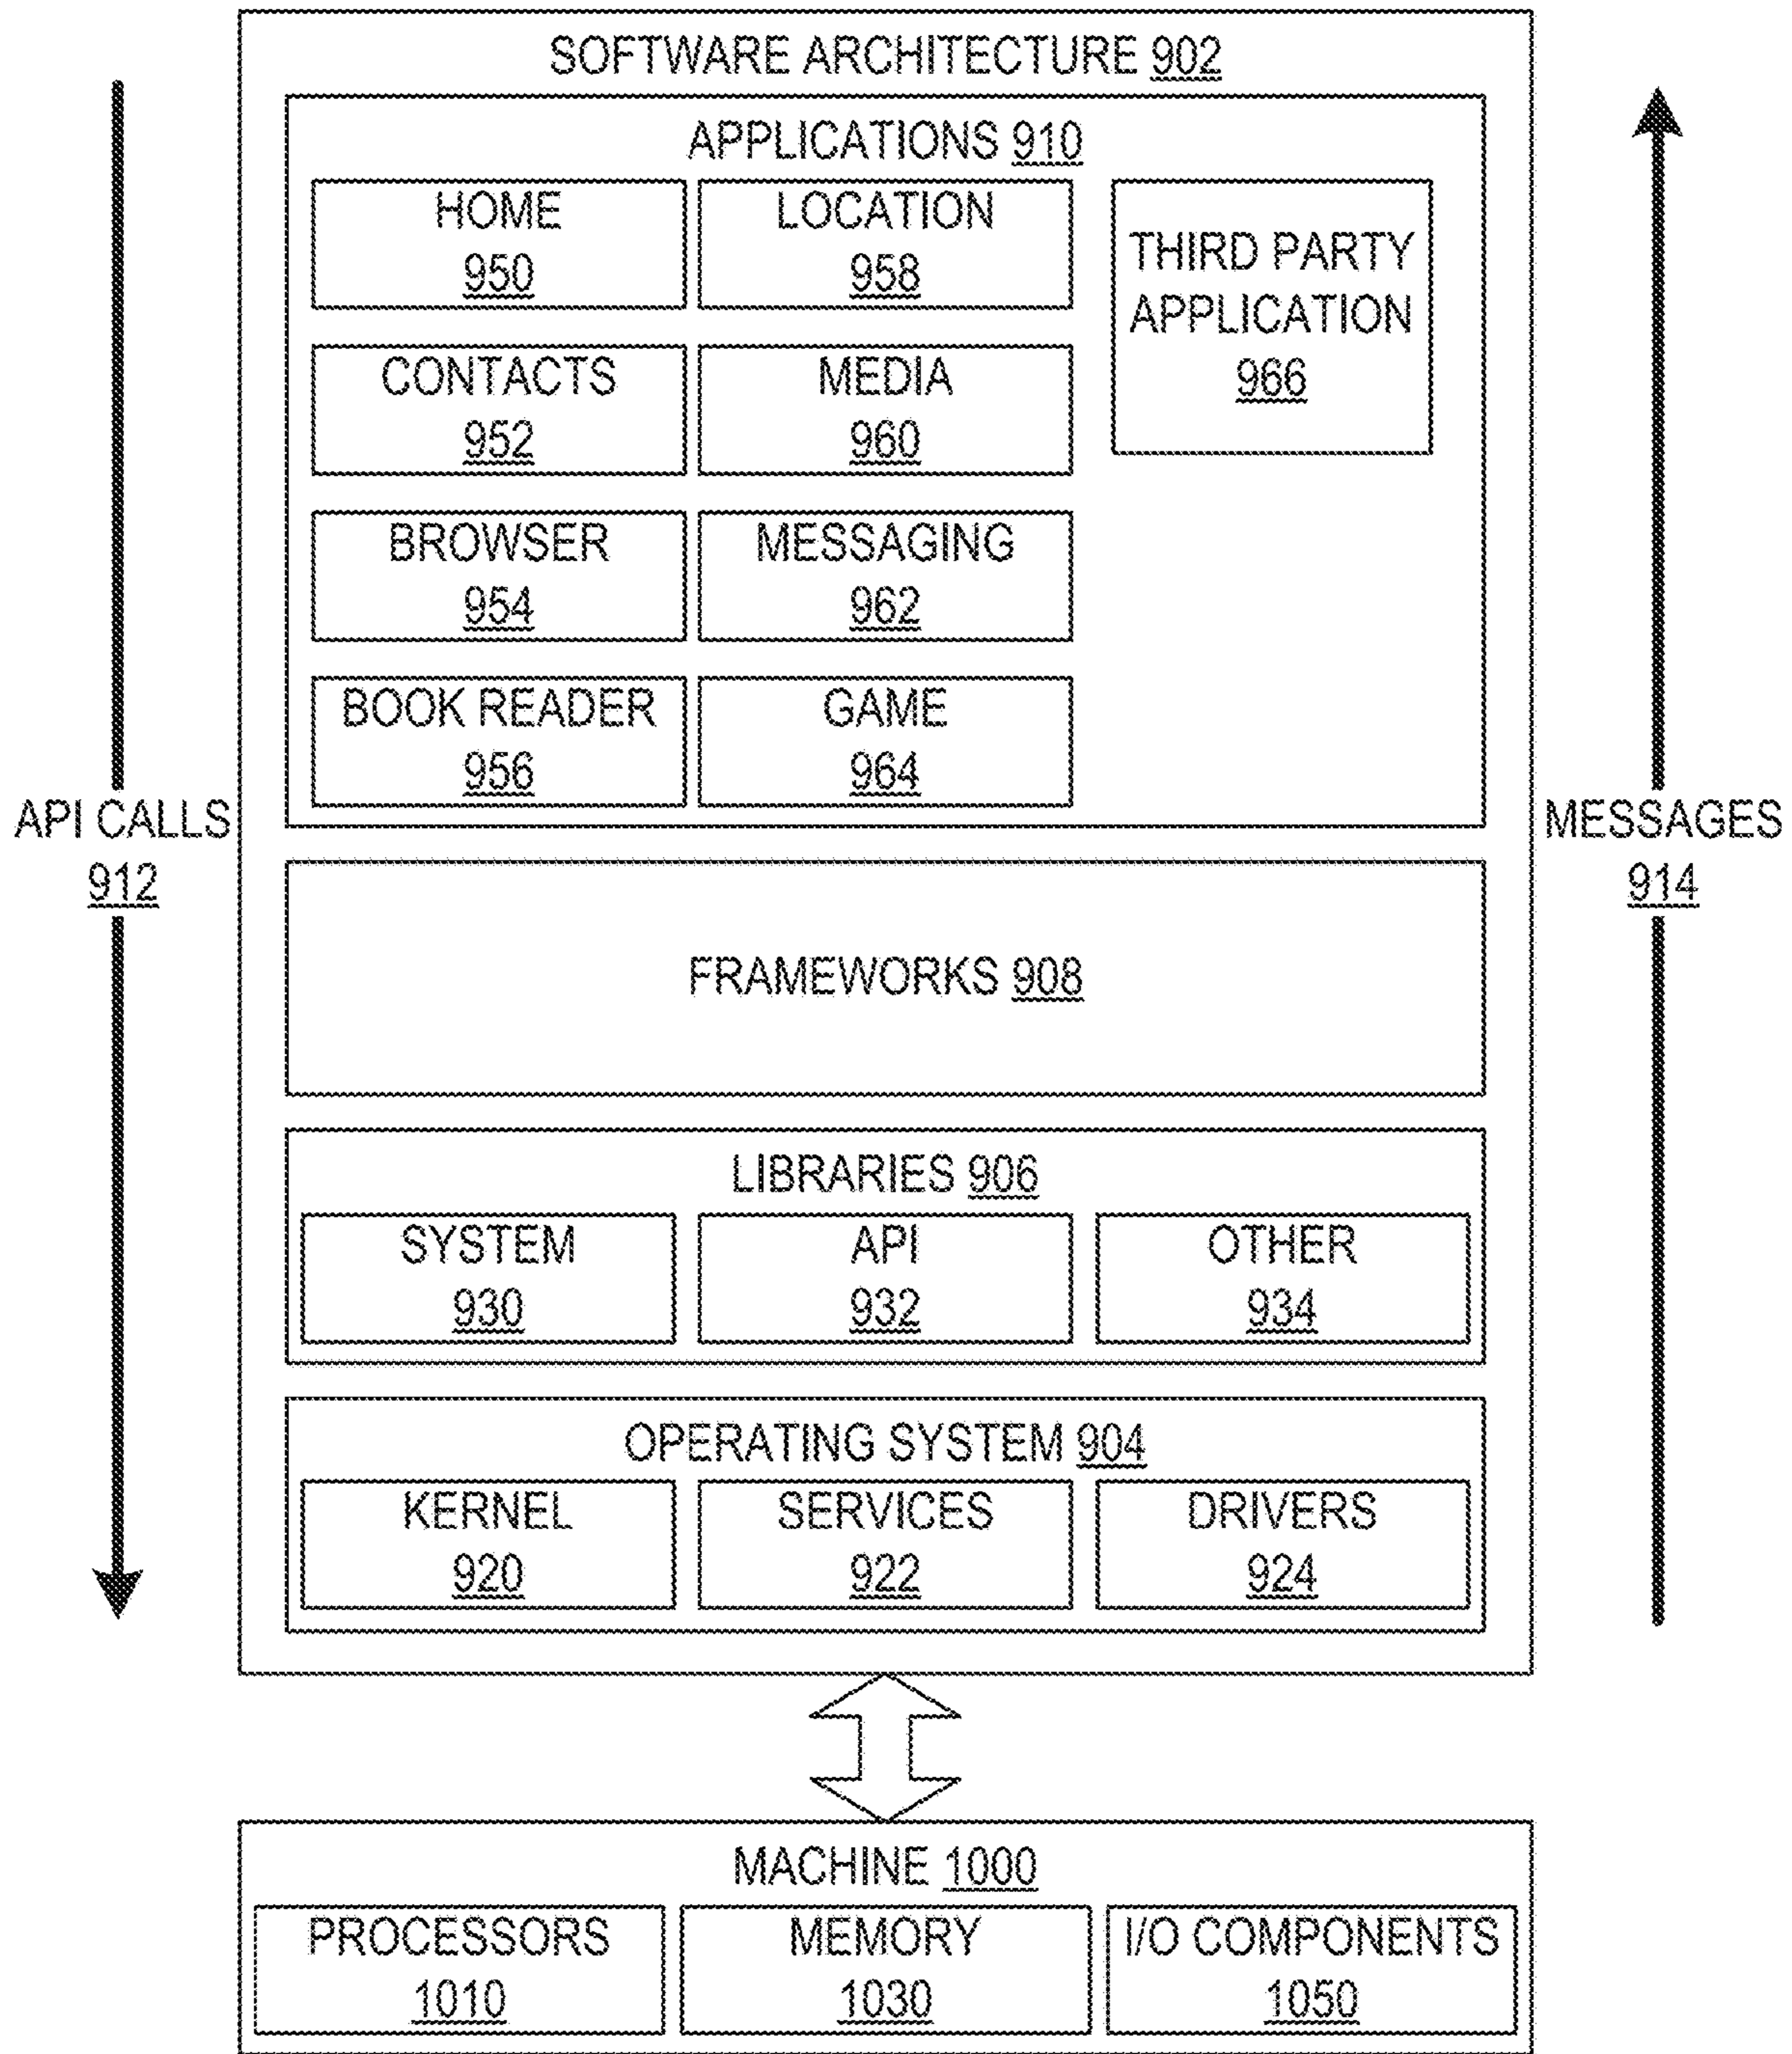 SOFTWARE ARCHITECTURE 902
APPLICATIONS 910
HOME
950
LOCATION
958
THIRD PARTY
APPLICATION
966
CONTACTS
952
MEDIA
960
BROWSER
954
MESSAGING
962
BOOK READER
956
GAME
964
API CALLS
912
MESSAGES
914
FRAMEWORKS 908
LIBRARIES 906
SYSTEM
930
API
932
OTHER
934
OPERATING SYSTEM 904
KERNEL
920
SERVICES
922
DRIVERS
924
MACHINE 1000
PROCESSORS
1010
MEMORY
1030
I/O COMPONENTS
1050